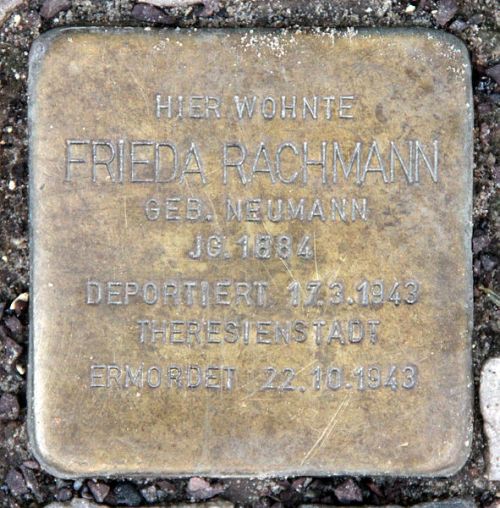 HIER WOHNTE
FRIEDA RACHMANN
GEB. NEUMANN
JG. 1884
DEPORTIERT 17.3.1943
THERESIENSTADT
ERMORDET 22.10.1943